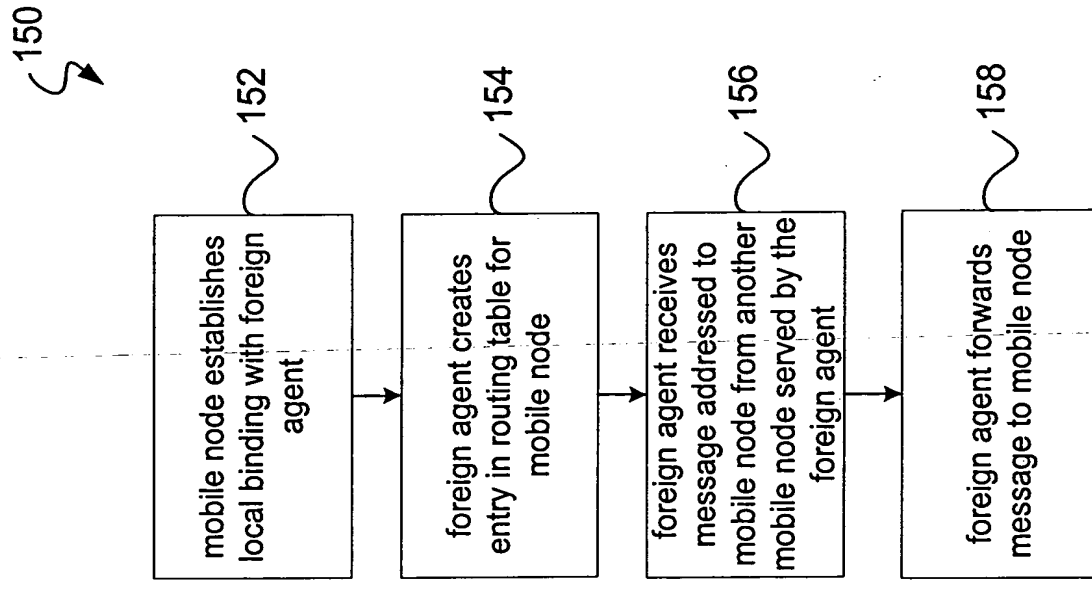 150
mobile node establishes
local binding with foreign
agent
152
foreign agent creates
entry in routing table for
mobile node
154
foreign agent receives
message addressed to
mobile node from another
mobile node served by the
foreign agent
156
foreign agent forwards
message to mobile node
158